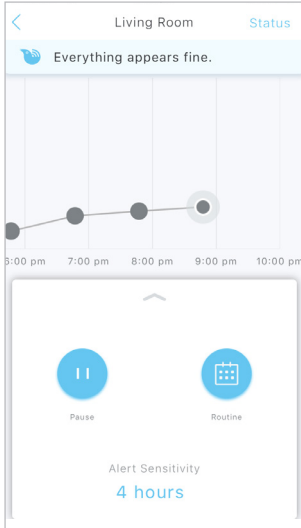 Living Room
Status
Everything appears fine.
6:00 pm 7:00 pm 8:00 pm 9:00 pm 10:00 pm
Pause
Routine
Alert Sensitivity
4 hours